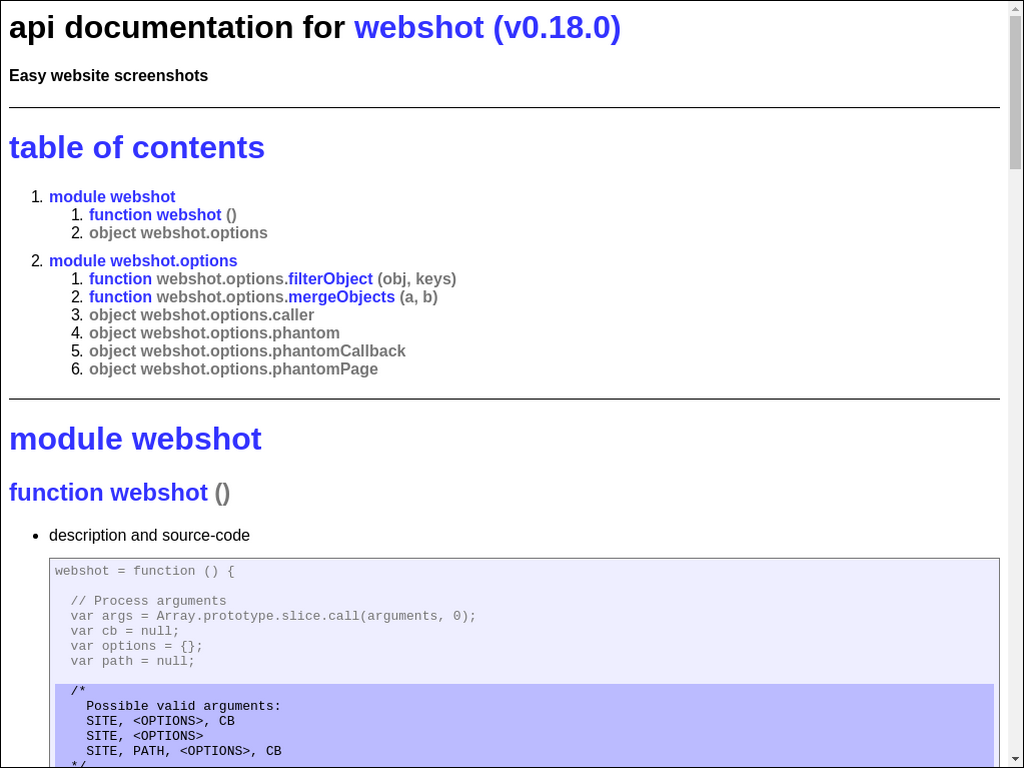 api documentation for webshot (v0.18.0)
Easy website screenshots
table of contents
1. module webshot
1. function webshot ()
2. object webshot.options
2. module webshot.options
1. function webshot.options.filterObject (obj, keys)
2. function webshot.options.mergeObjects (a, b)
3. object webshot.options.caller
4. object webshot.options.phantom
5. object webshot.options.phantomCallback
6. object webshot.options.phantomPage
module webshot
function webshot ()
• description and source-code
webshot = function () {
// Process arguments
var args = Array.prototype.slice.call(arguments, 0);
var cb = null;
var options = {};
var path = null;
/*
Possible valid arguments:
SITE, <OPTIONS>, CB
SITE, <OPTIONS>
SITE, PATH, <OPTIONS>, CB
*/